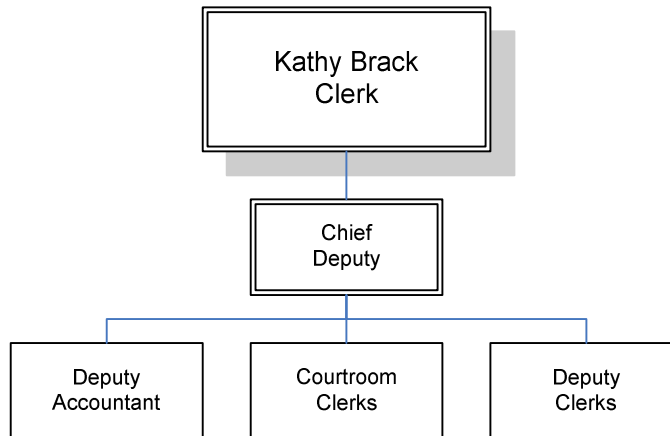 Kathy Brack
Clerk
Chief
Deputy
Deputy
Accountant
Courtroom
Clerks
Deputy
Clerks